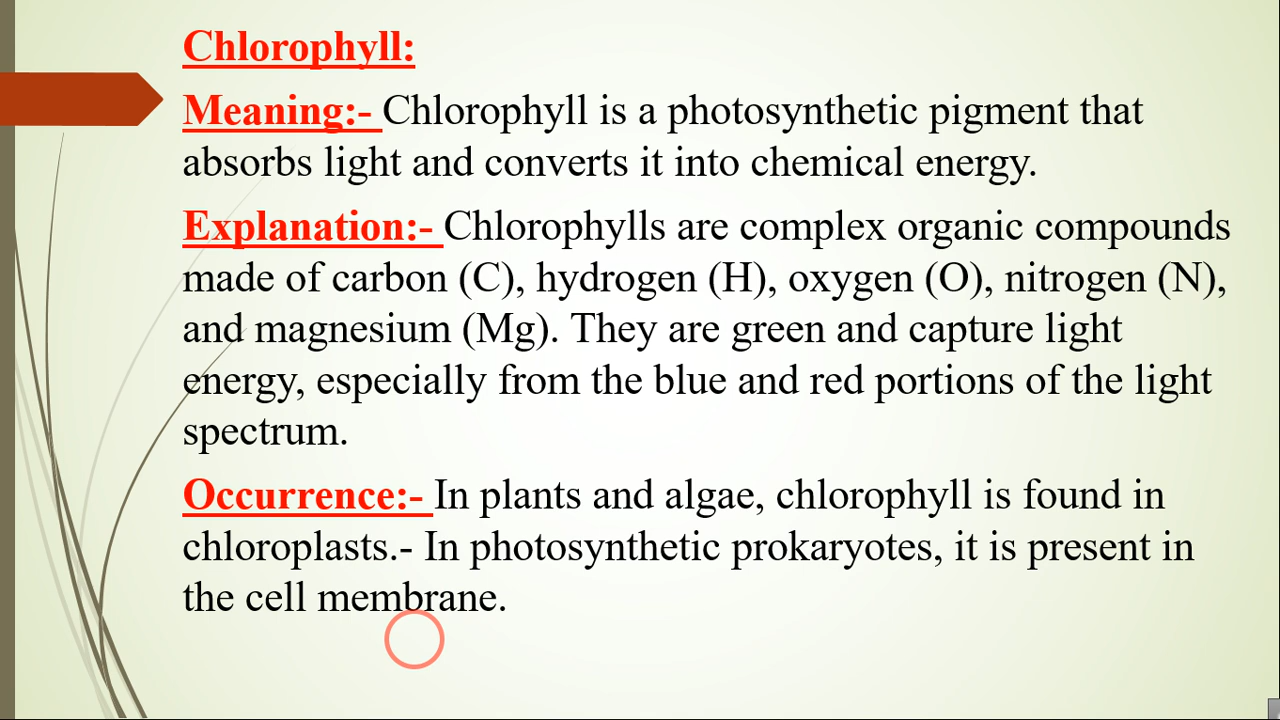 Chlorophyll:
Meaning:- Chlorophyll is a photosynthetic pigment that
absorbs light and converts it into chemical energy.
Explanation:- Chlorophylls are complex organic compounds
made of carbon (C), hydrogen (H), oxygen (O), nitrogen (N),
and magnesium (Mg). They are green and capture light
energy, especially from the blue and red portions of the light
spectrum.
Occurrence:- In plants and algae, chlorophyll is found in
chloroplasts.- In photosynthetic prokaryotes, it is present in
the cell membrane.